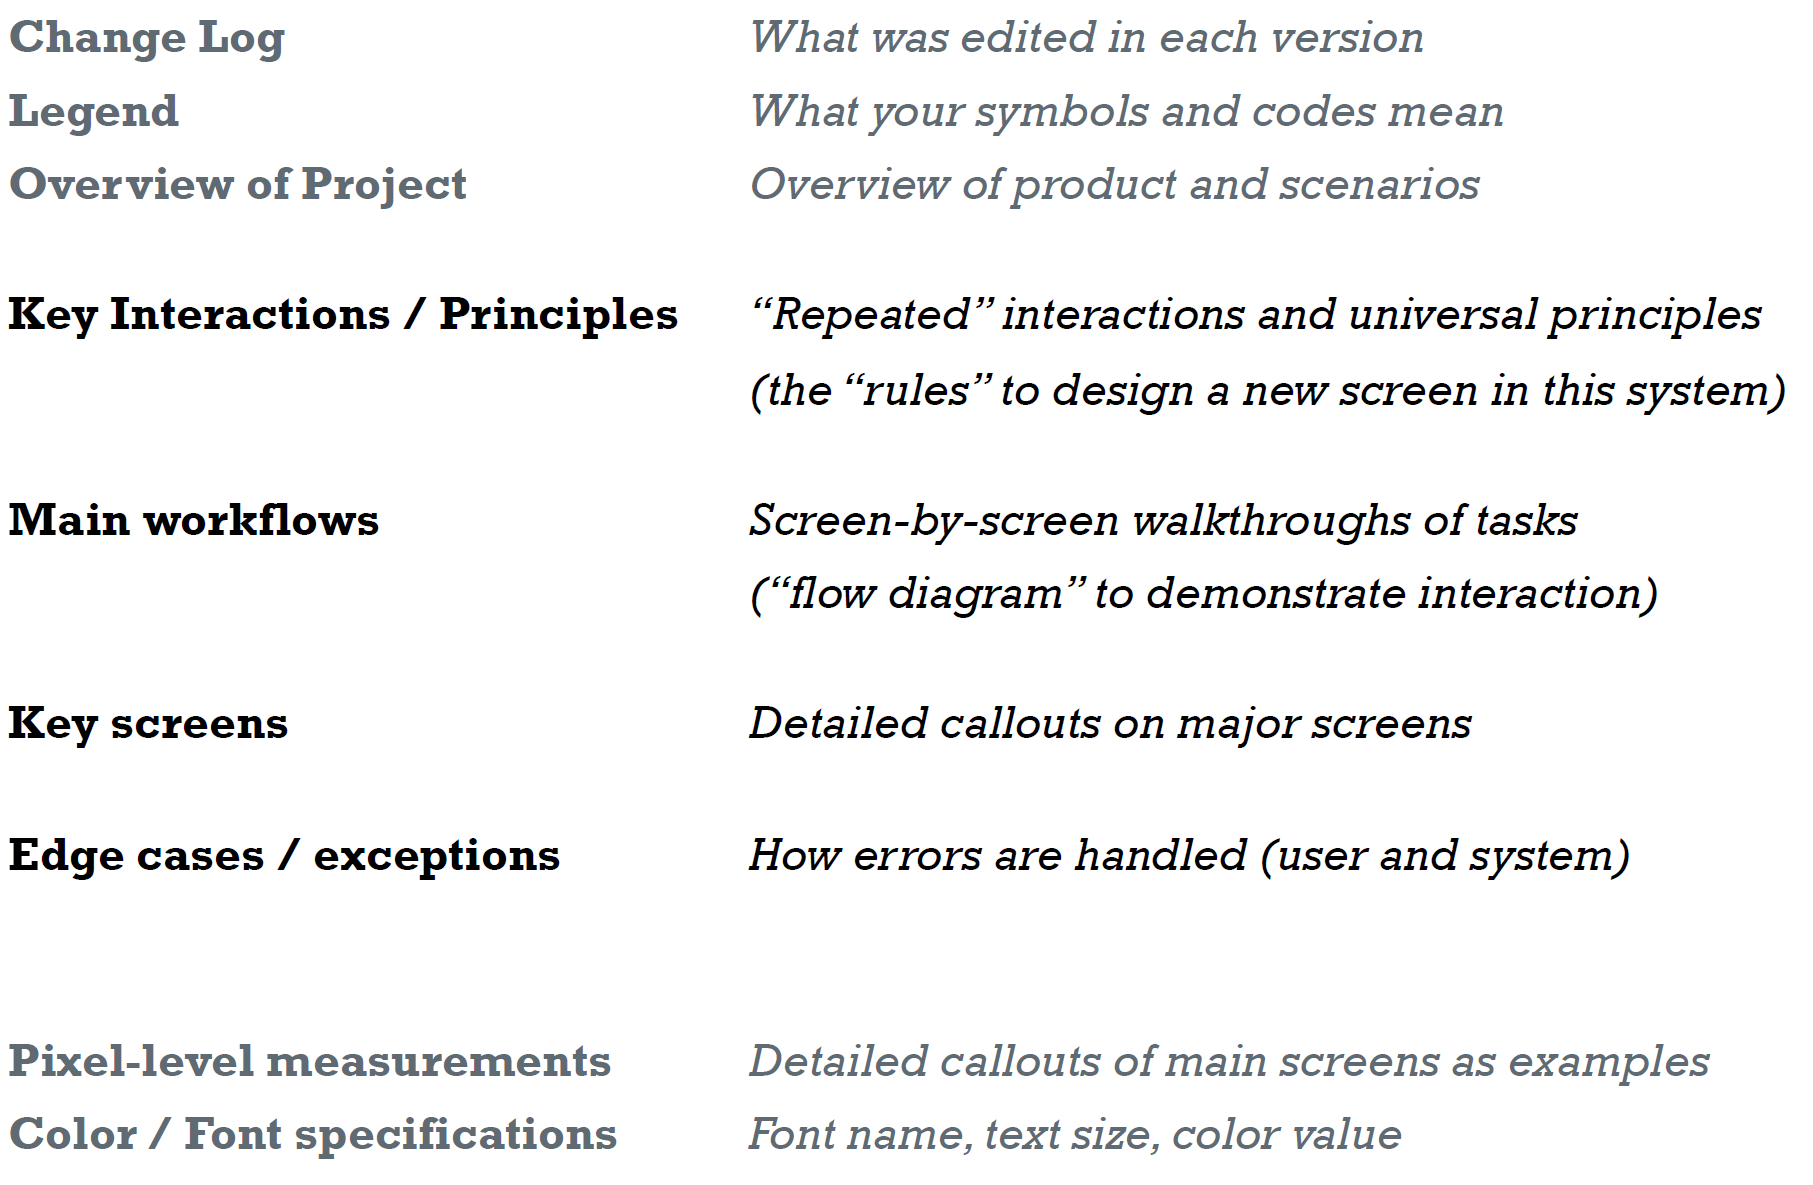 Change Log What was edited in each version
Legend What your symbols and codes mean
Overview of Project Overview of product and scenarios
Key Interactions / Principles “Repeated” interactions and universal principles
(the “rules” to design a new screen in this system)
Main workflows Screen-by-screen walkthroughs of tasks
(“flow diagram” to demonstrate interaction)
Key screens Detailed callouts on major screens
Edge cases / exceptions How errors are handled (user and system)
Pixel-level measurements Detailed callouts of main screens as examples
Color / Font specifications Font name, text size, color value